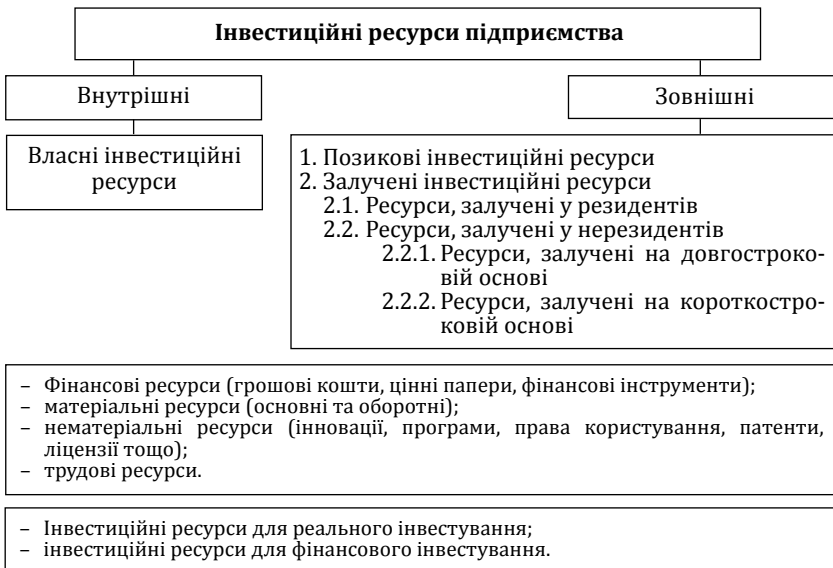 Інвестиційні ресурси підприємства
Внутрішні
Зовнішні
Власні інвестиційні
ресурси
1. Позикові інвестиційні ресурси
2. Залучені інвестиційні ресурси
2.1. Ресурси, залучені у резидентів
2.2. Ресурси, залучені у нерезидентів
2.2.1. Ресурси, залучені на довгостроко-
вій основі
2.2.2. Ресурси, залучені на короткостро-
ковій основі
– Фінансові ресурси (грошові кошти, цінні папери, фінансові інструменти);
– матеріальні ресурси (основні та оборотні);
– нематеріальні ресурси (інновації, програми, права користування, патенти,
ліцензії тощо);
– трудові ресурси.
– Інвестиційні ресурси для реального інвестування;
– інвестиційні ресурси для фінансового інвестування.